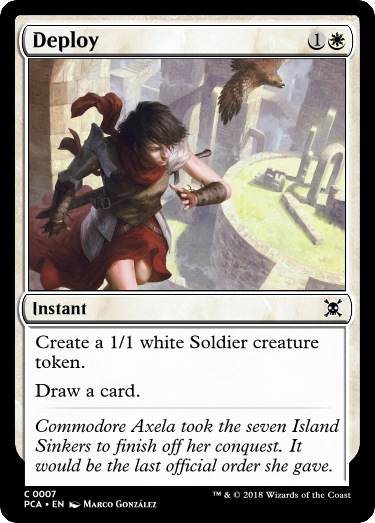 Deploy 1
Instant
Create a 1/1 white Soldier creature
token.
Draw a card.
Commodore Axela took the seven Island
Sinkers to finish off her conquest. It
would be the last official order she gave.
C 0007
PCA • EN Marco González
™ & © 2018 Wizards of the Coast